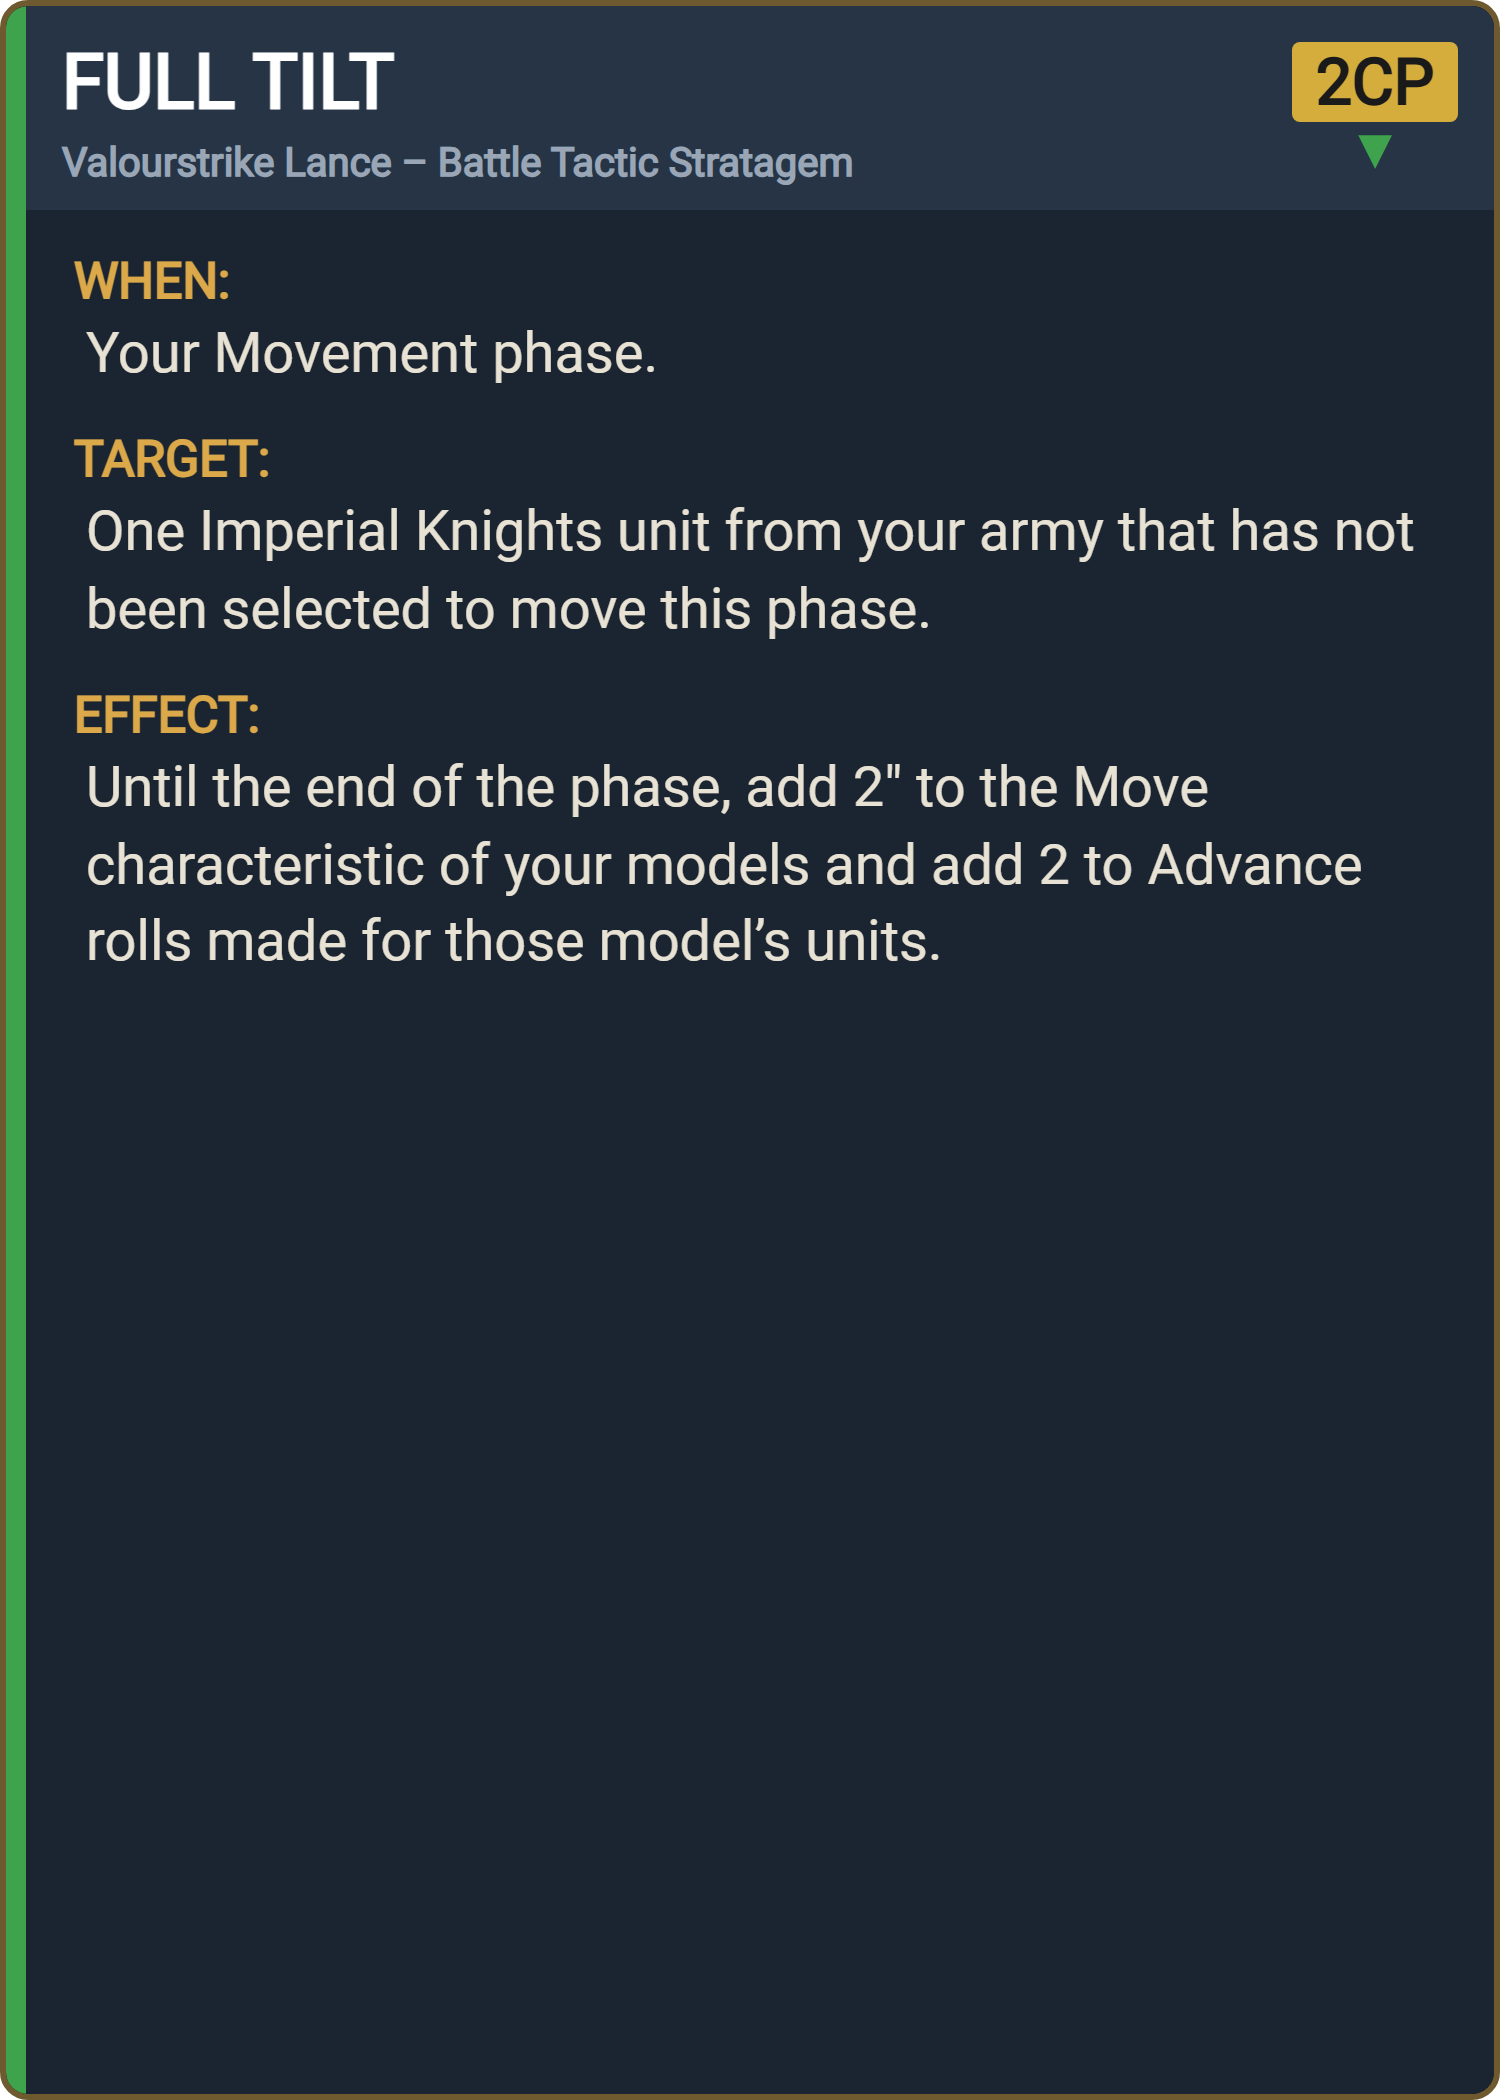 FULL TILT
2CP
Valourstrike Lance – Battle Tactic Stratagem
WHEN:
Your Movement phase.
TARGET:
One Imperial Knights unit from your army that has not
been selected to move this phase.
EFFECT:
Until the end of the phase, add 2" to the Move
characteristic of your models and add 2 to Advance
rolls made for those model’s units.